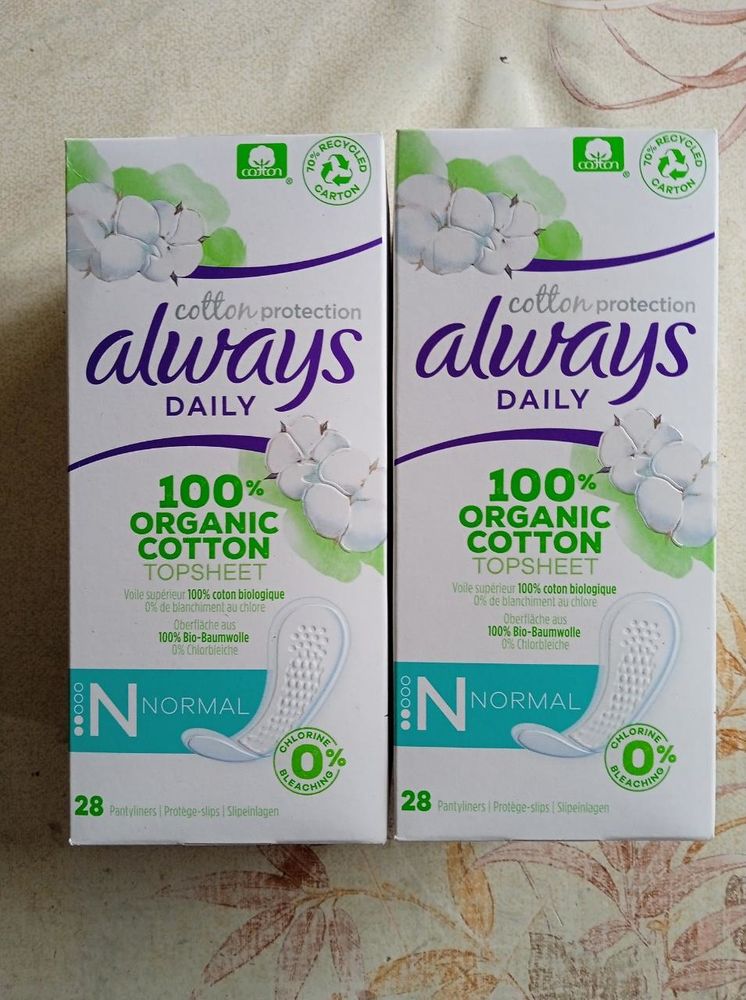 cotton
®
70% RECYCLED
CARTON
cotton protection
always
DAILY
100%
ORGANIC
COTTON
TOPSHEET
Voile supérieur 100% coton biologique
0% de blanchiment au chlore
Oberfläche aus
100% Bio-Baumwolle
0% Chlorbleiche
N NORMAL
CHLORINE
0%
BLEACHING
28 Pantyliners | Protège-slips | Slipeinlagen
cotton
®
70% RECYCLED
CARTON
cotton protection
always
DAILY
100%
ORGANIC
COTTON
TOPSHEET
Voile supérieur 100% coton biologique
0% de blanchiment au chlore
Oberfläche aus
100% Bio-Baumwolle
0% Chlorbleiche
N NORMAL
CHLORINE
0%
BLEACHING
28 Pantyliners | Protège-slips | Slipeinlagen